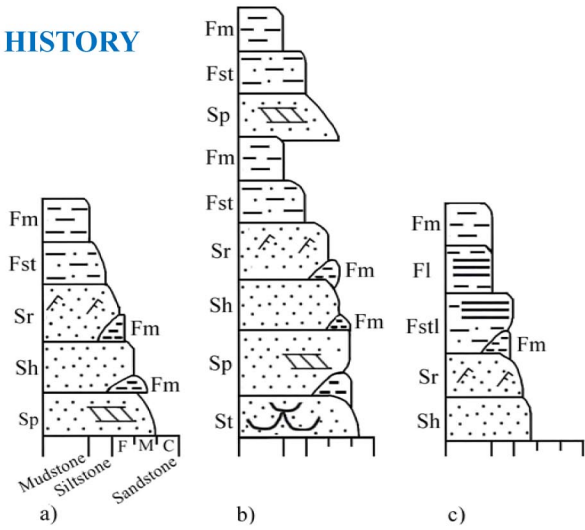 HISTORY
Fm
Fst
Sr
Fm
Sh
Fm
Sp
F M C
Mudstone
Siltstone
Sandstone
a)
Fm
Fst
Sp
Fm
Fst
Sr
Fm
Sh
Fm
Sp
St
b)
Fm
Fl
Fstl
Fm
Sr
Sh
c)